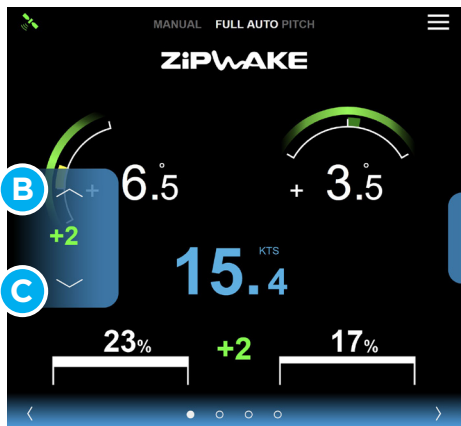 MANUAL FULL AUTO PITCH
ZIPWAKE
B
+ 6.5°
+ 3.5°
+2
C
15.4 KTS
23%
+2
17%